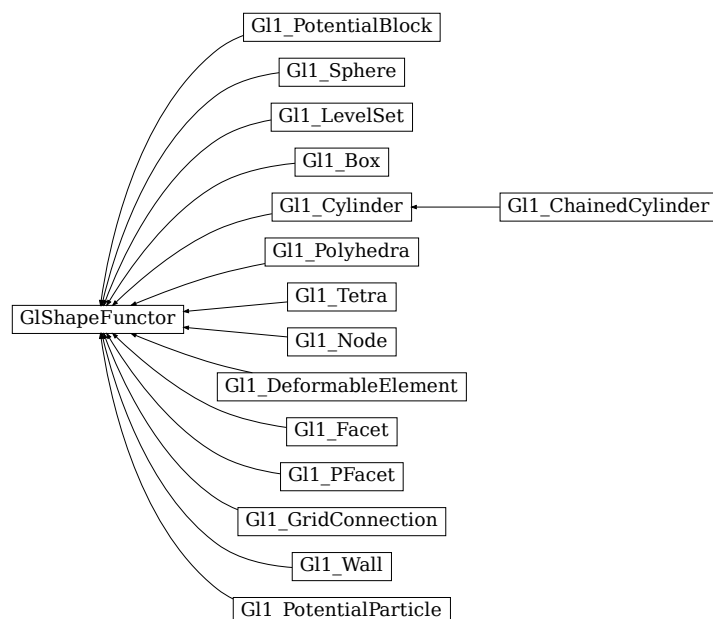 Gl1_PotentialBlock
Gl1_Sphere
Gl1_LevelSet
Gl1_Box
Gl1_Cylinder
Gl1_ChainedCylinder
Gl1_Polyhedra
Gl1_Tetra
GlShapeFunctor
Gl1_Node
Gl1_DeformableElement
Gl1_Facet
Gl1_PFacet
Gl1_GridConnection
Gl1_Wall
Gl1_PotentialParticle